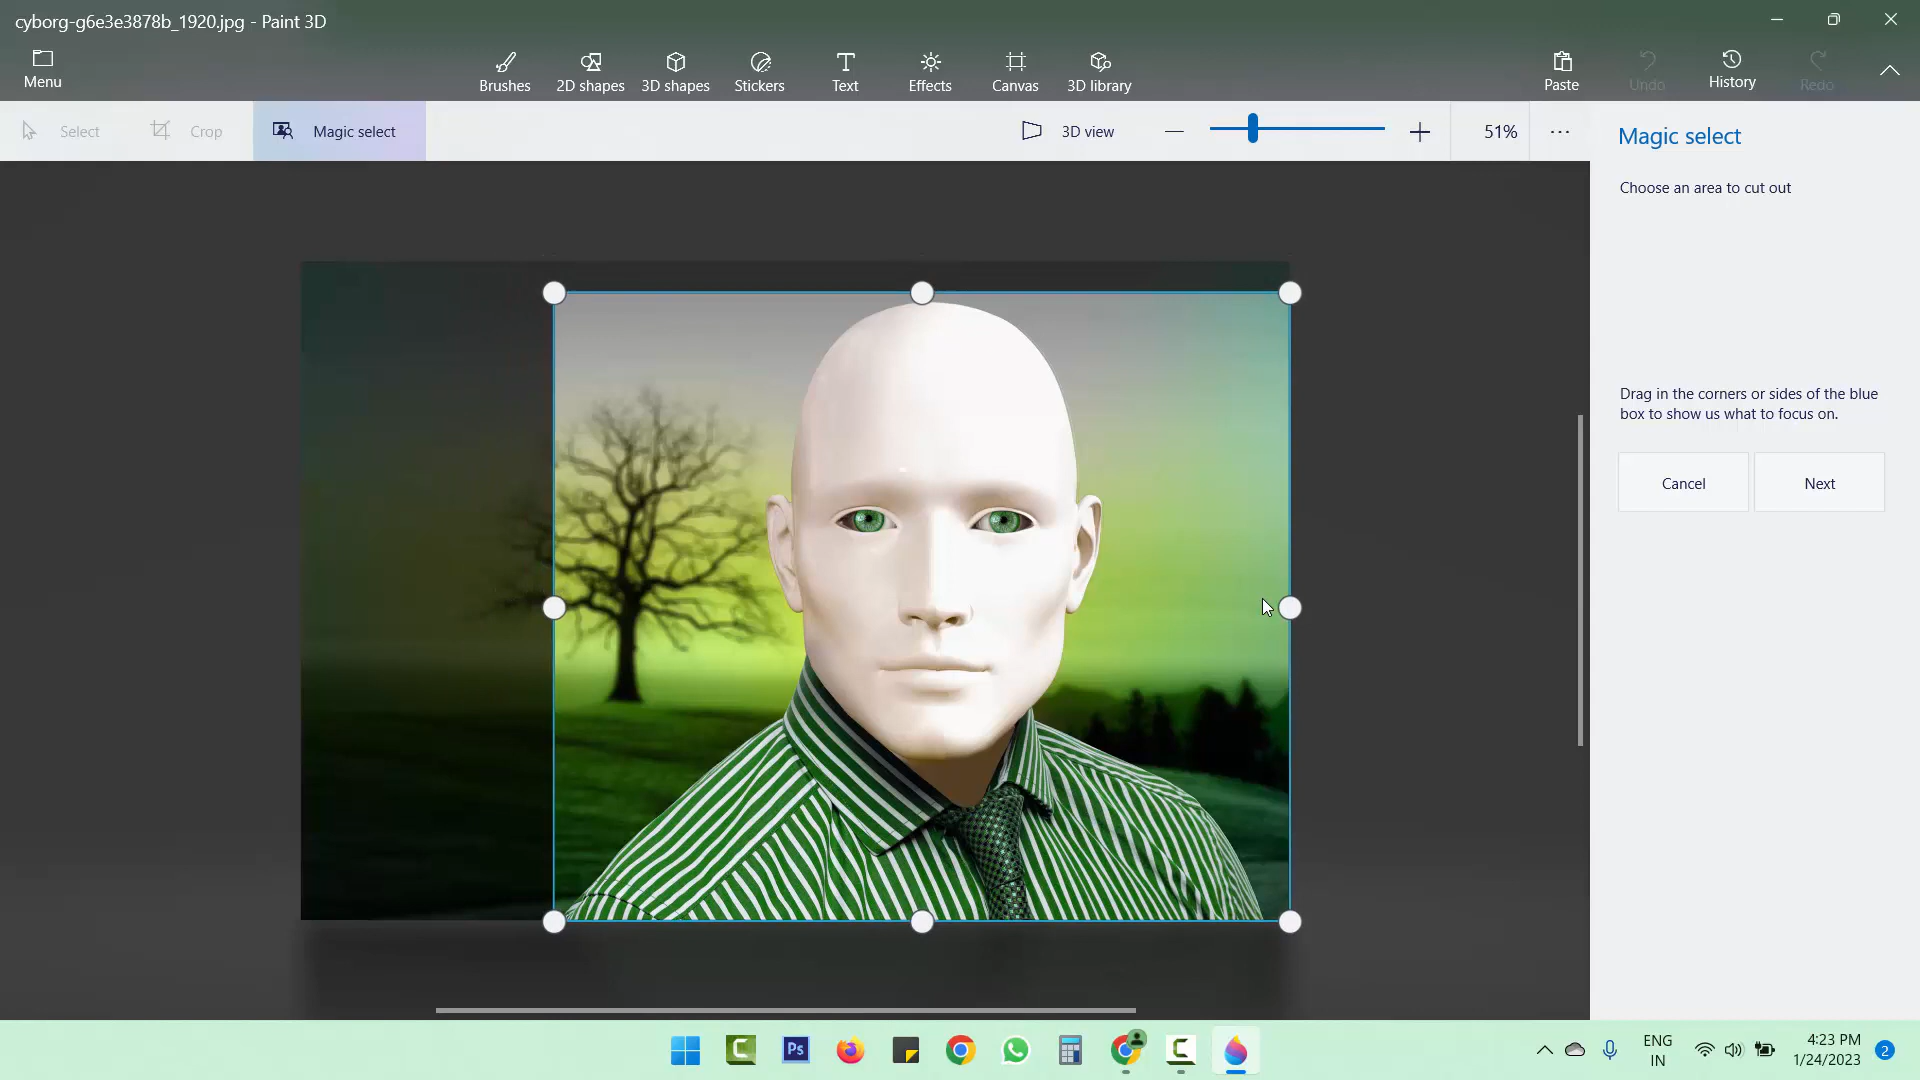 cyborg-g6e3e3878b_1920.jpg - Paint 3D
Menu
Brushes
2D shapes
3D shapes
Stickers
Text
Effects
Canvas
3D library
Paste
Undo
History
Redo
Select
Crop
Magic select
3D view
51%
Magic select
Choose an area to cut out
Drag in the corners or sides of the blue
box to show us what to focus on.
Cancel
Next
Ps
ENG
IN
4:23 PM
1/24/2023
2